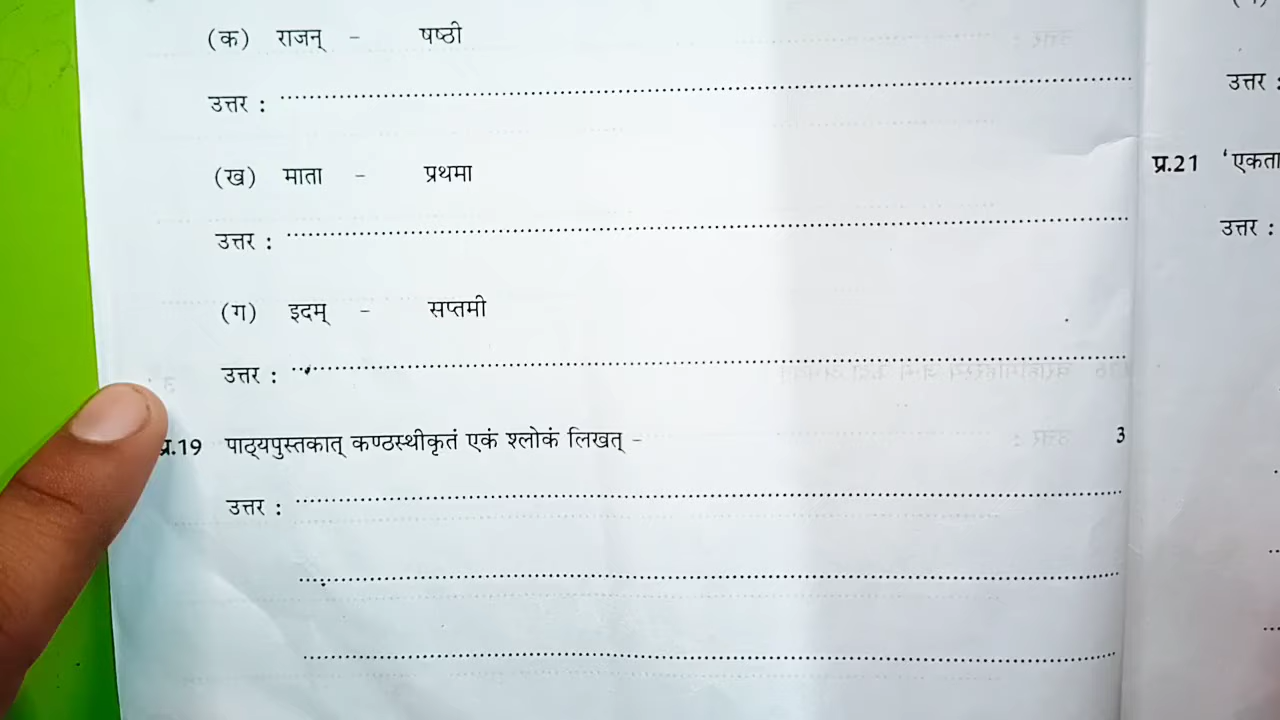 (क) राजन् - षष्ठी
उत्तर :
(ख) माता - प्रथमा
उत्तर :
(ग) इदम् - सप्तमी
उत्तर :
प्र.19 पाठ्यपुस्तकात् कण्ठस्थीकृतं एकं श्लोकं लिखत् - 3
उत्तर :
उत्तर :
प्र.21 'एकता
उत्तर :